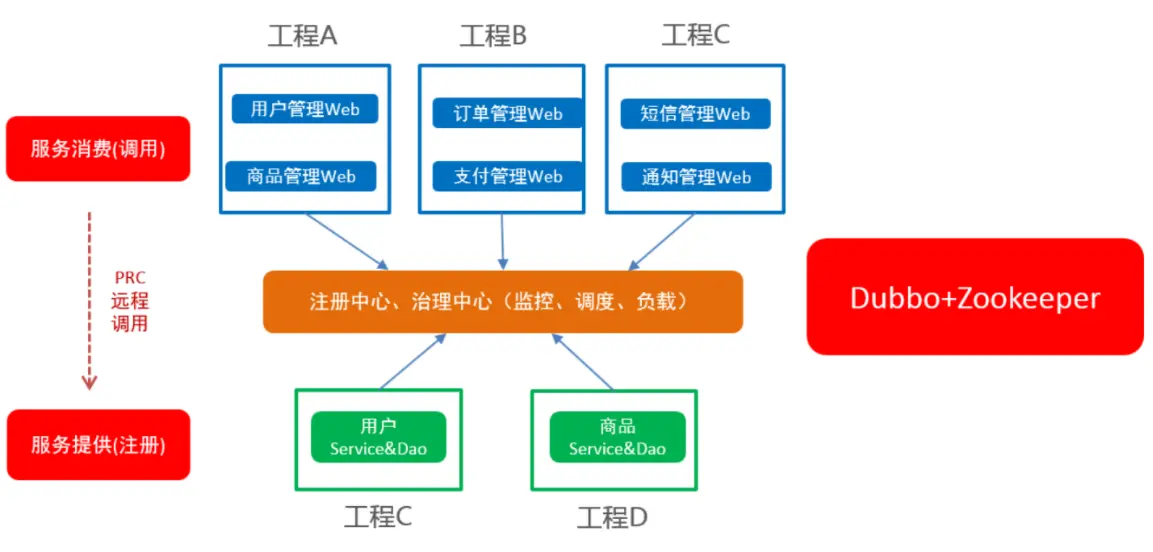 工程A
工程B
工程C
用户管理Web
订单管理Web
短信管理Web
服务消费(调用)
商品管理Web
支付管理Web
通知管理Web
PRC
远程
调用
注册中心、治理中心（监控、调度、负载）
Dubbo+Zookeeper
服务提供(注册)
用户
Service&Dao
商品
Service&Dao
工程C
工程D